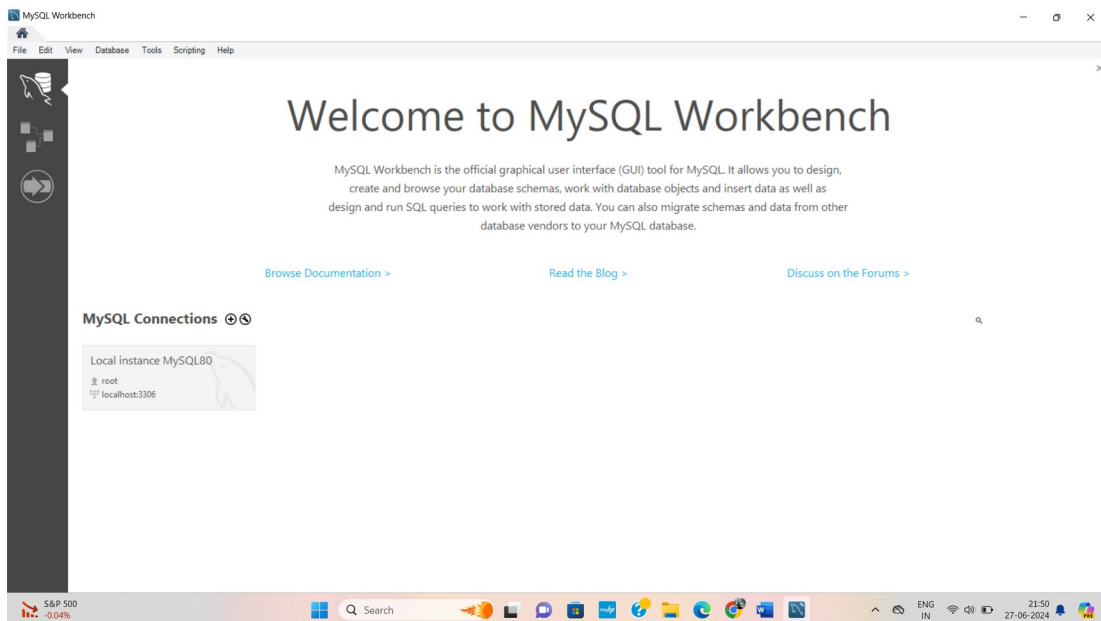 MySQL Workbench
File Edit View Database Tools Scripting Help
Welcome to MySQL Workbench
MySQL Workbench is the official graphical user interface (GUI) tool for MySQL. It allows you to design,
create and browse your database schemas, work with database objects and insert data as well as
design and run SQL queries to work with stored data. You can also migrate schemas and data from other
database vendors to your MySQL database.
Browse Documentation > Read the Blog > Discuss on the Forums >
MySQL Connections
Local instance MySQL80
root
localhost:3306
S&P 500
-0.04%
Search
ENG
IN
21:50
27-06-2024